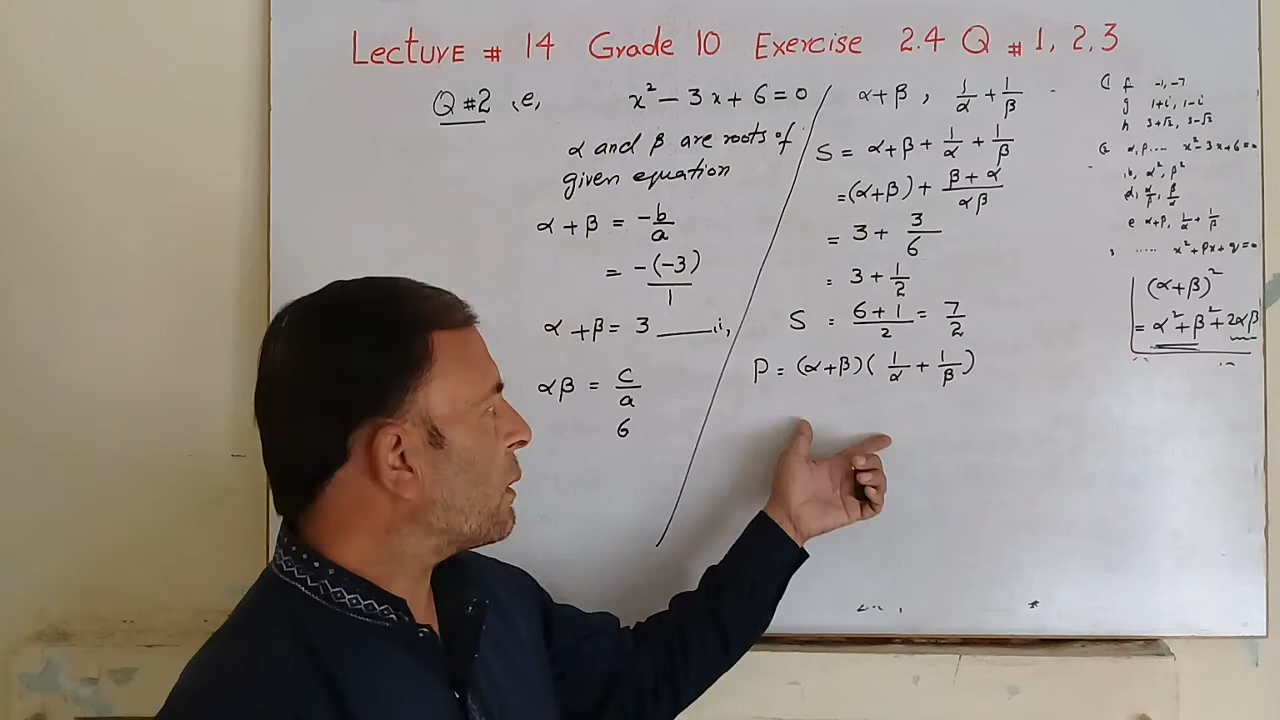 Lecture # 14 Grade 10 Exercise 2.4 Q # 1, 2, 3
Q #2 ,e, x² - 3x + 6 = 0
α and β are roots of
given equation
α + β = -b/a
= -(-3)/1
α + β = 3 ____ i,
αβ = c/a
6
α+β , 1/α + 1/β
S = α+β + 1/α + 1/β
= (α+β) + (β + α)/αβ
= 3 + 3/6
= 3 + 1/2
S = (6+1)/2 = 7/2
P = (α+β)( 1/α + 1/β )
f -1, -7
g 1+i, 1-i
h 3+√2, 3-√2
α, β .... x²-3x+6=0
b, α², β²
d, α/β, β/α
e α+β, 1/α + 1/β
, ..... x²+px+q=0
(α+β)²
= α²+β²+2αβ